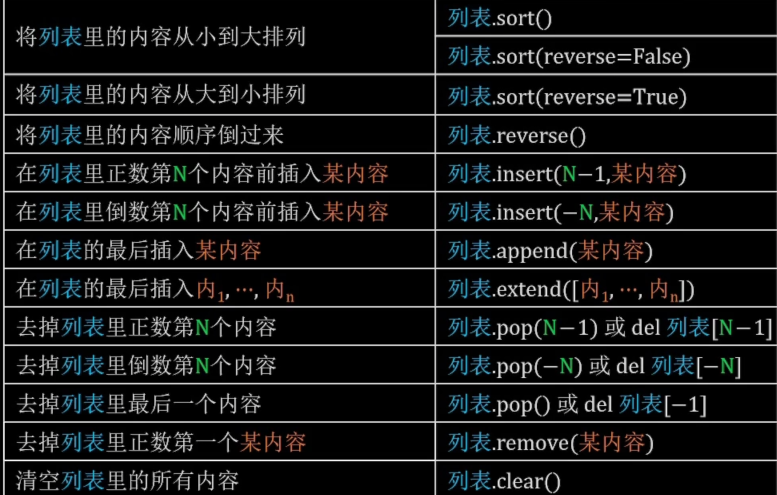 将列表里的内容从小到大排列
列表.sort()
列表.sort(reverse=False)
将列表里的内容从大到小排列
列表.sort(reverse=True)
将列表里的内容顺序倒过来
列表.reverse()
在列表里正数第N个内容前插入某内容
列表.insert(N−1,某内容)
在列表里倒数第N个内容前插入某内容
列表.insert(−N,某内容)
在列表的最后插入某内容
列表.append(某内容)
在列表的最后插入内₁, ⋯, 内ₙ
列表.extend([内₁, ⋯, 内ₙ])
去掉列表里正数第N个内容
列表.pop(N−1) 或 del 列表[N−1]
去掉列表里倒数第N个内容
列表.pop(−N) 或 del 列表[−N]
去掉列表里最后一个内容
列表.pop() 或 del 列表[−1]
去掉列表里正数第一个某内容
列表.remove(某内容)
清空列表里的所有内容
列表.clear()